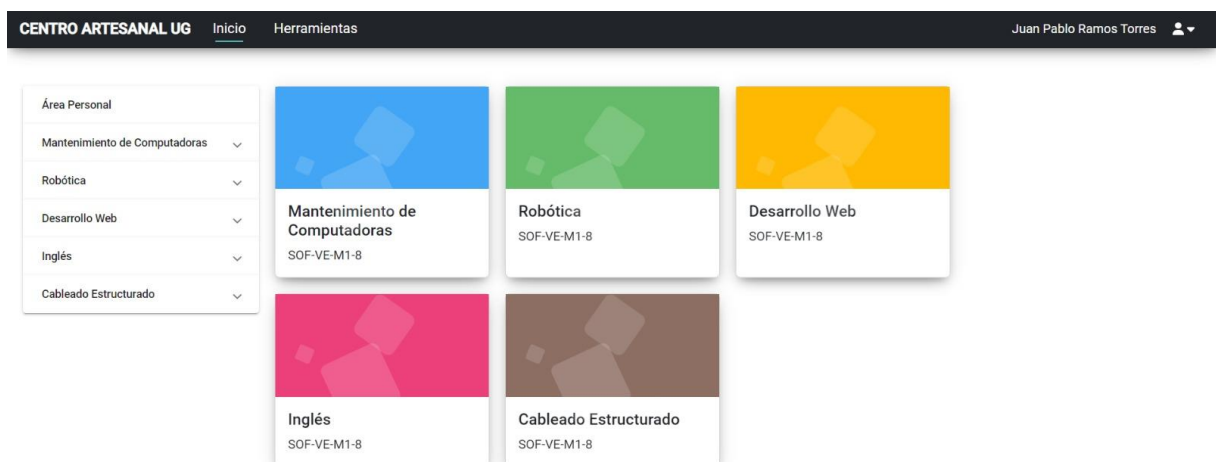 CENTRO ARTESANAL UG Inicio Herramientas Juan Pablo Ramos Torres
Área Personal
Mantenimiento de Computadoras
Robótica
Desarrollo Web
Inglés
Cableado Estructurado
Mantenimiento de
Computadoras
SOF-VE-M1-8
Robótica
SOF-VE-M1-8
Desarrollo Web
SOF-VE-M1-8
Inglés
SOF-VE-M1-8
Cableado Estructurado
SOF-VE-M1-8